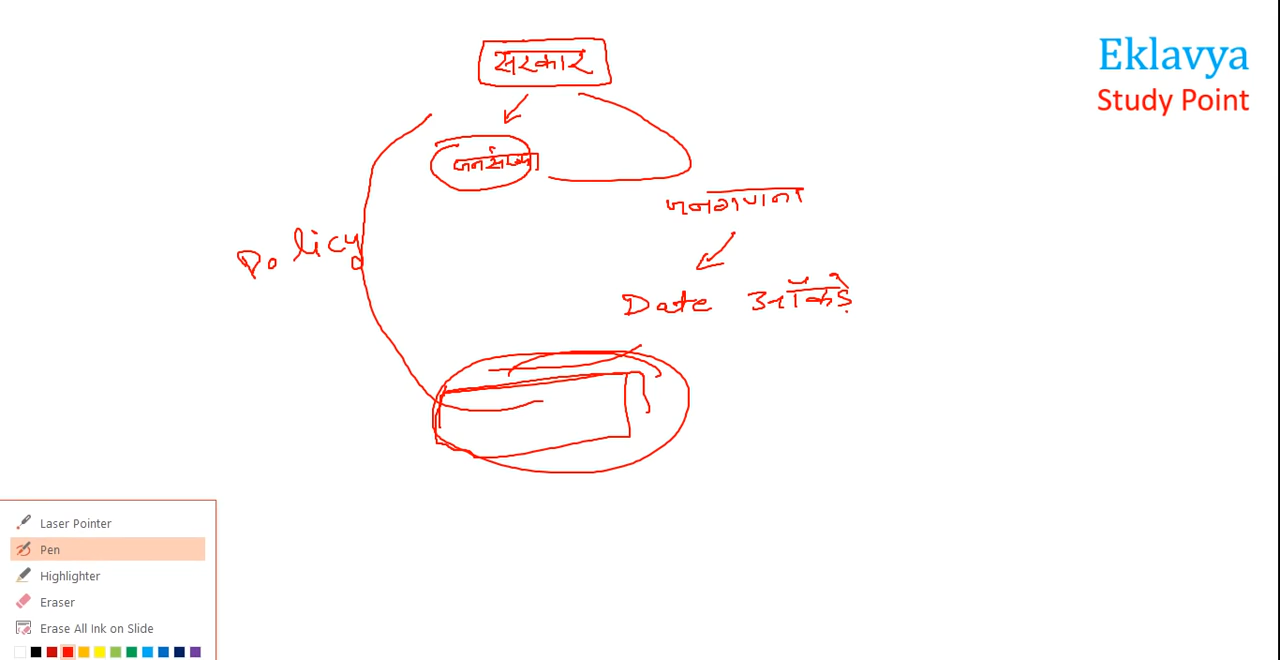 सरकार
Eklavya
Study Point
जनसंख्या
जनगणना
Policy
Date आँकड़े
Laser Pointer
Pen
Highlighter
Eraser
Erase All Ink on Slide